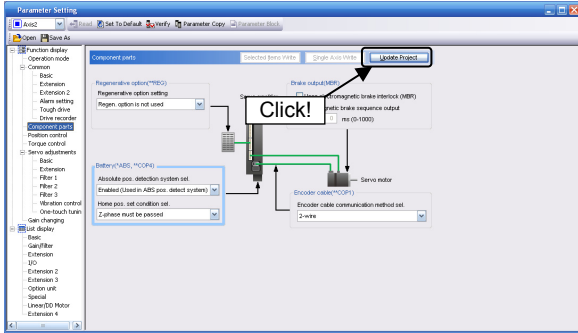 Parameter Setting
Axis2 Read Set To Default Verify Parameter Copy Parameter Block
Open Save As
Function display
Operation mode
Common
Basic
Extension
Extension 2
Alarm setting
Tough drive
Drive recorder
Component parts
Position control
Torque control
Servo adjustments
Basic
Extension
Filter 1
Filter 2
Filter 3
Vibration control
One-touch tunin
Gain changing
List display
Basic
Gain/filter
Extension
I/O
Extension 2
Extension 3
Option unit
Special
Linear/DD Motor
Extension 4
Component parts
Selected Items Write Single Axis Write Update Project
Regenerative option(**REG)
Regenerative option setting
Regen. option is not used
Brake output(MBR)
electromagnetic brake interlock (MBR)
netic brake sequence output
0 ms (0-1000)
Click!
Battery(*ABS, **COP4)
Absolute pos. detection system sel.
Enabled (Used in ABS pos. detect system)
Home pos. set condition sel.
Z-phase must be passed
Servo motor
Encoder cable(**COP1)
Encoder cable communication method sel.
2-wire